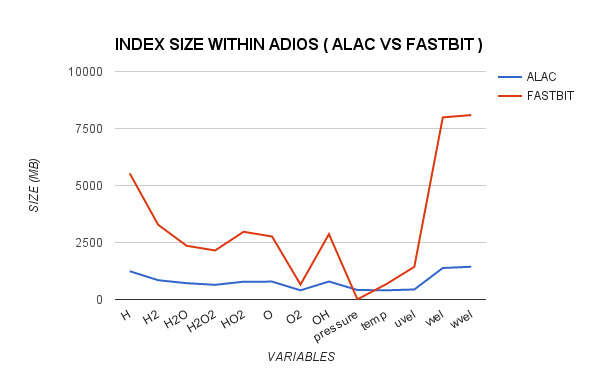 INDEX SIZE WITHIN ADIOS ( ALAC VS FASTBIT )
10000
7500
5000
2500
0
SIZE (MB)
ALAC
FASTBIT
H
H2
H2O
H2O2
HO2
O
O2
OH
pressure
temp
uvel
vvel
wvel
VARIABLES